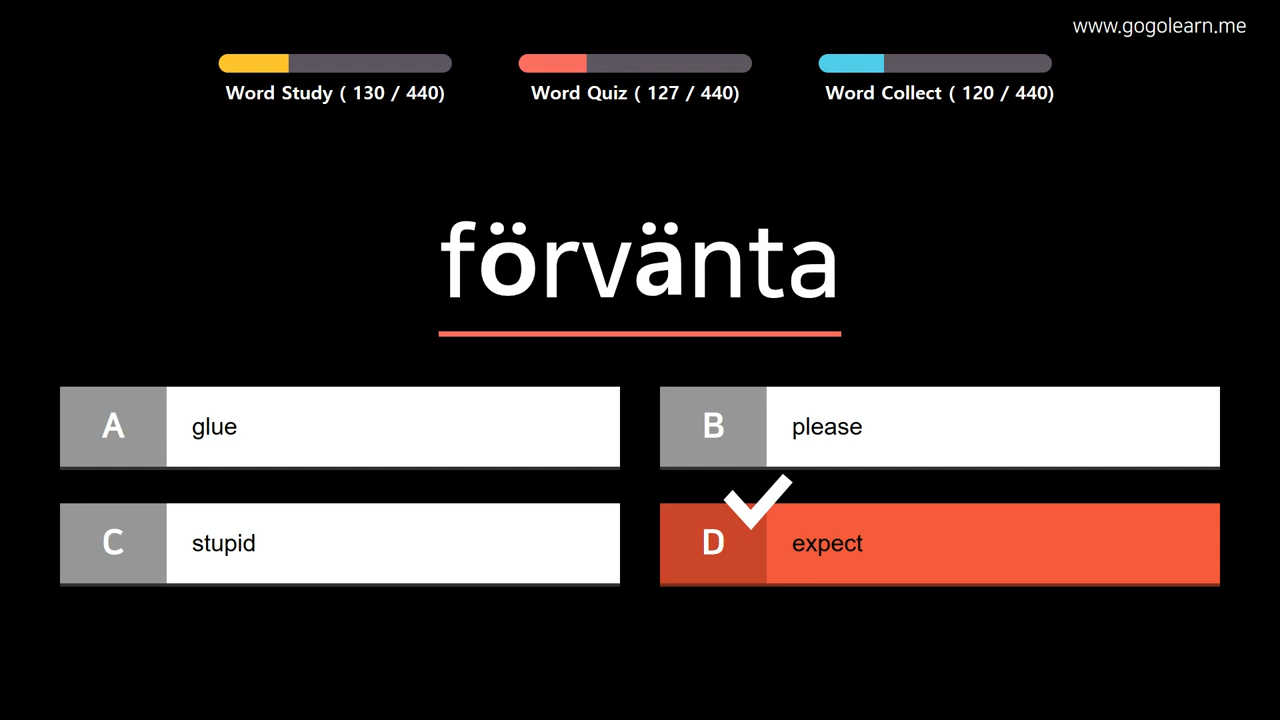 www.gogolearn.me
Word Study ( 130 / 440)
Word Quiz ( 127 / 440)
Word Collect ( 120 / 440)
förvänta
A glue
B please
C stupid
D expect